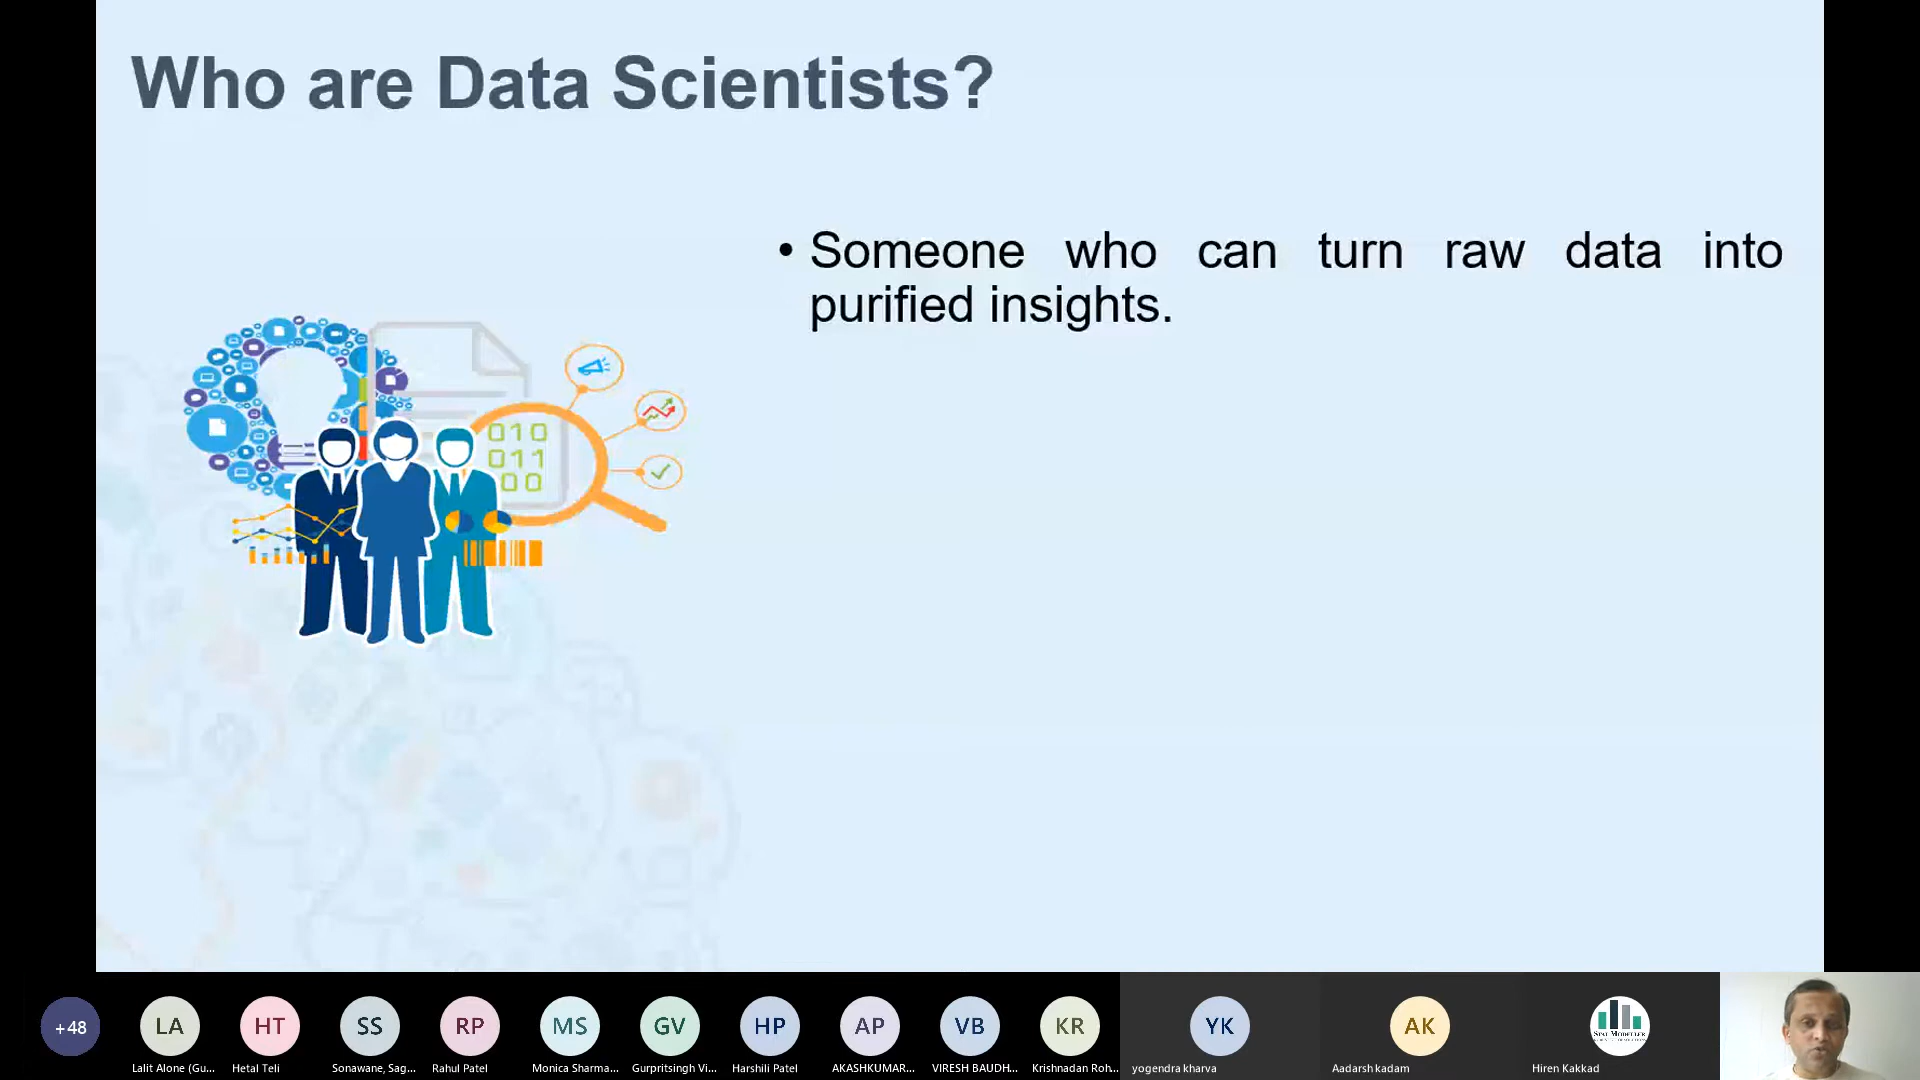 Who are Data Scientists?
• Someone who can turn raw data into
purified insights.
010
011
00
+48
LA
HT
SS
RP
MS
GV
HP
AP
VB
KR
YK
AK
Lalit Alone (Gu...
Hetal Teli
Sonawane, Sag...
Rahul Patel
Monica Sharma...
Gurpritsingh Vi...
Harshili Patel
AKASHKUMAR...
VIRESH BAUDH...
Krishnadan Roh...
yogendra kharva
Aadarsh kadam
Hiren Kakkad